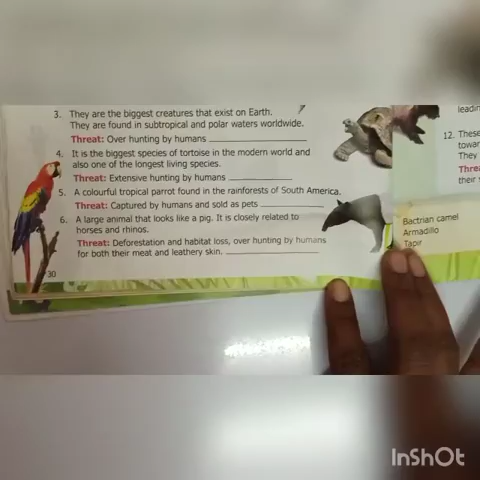 3. They are the biggest creatures that exist on Earth.
They are found in subtropical and polar waters worldwide.
Threat: Over hunting by humans
4. It is the biggest species of tortoise in the modern world and
also one of the longest living species.
Threat: Extensive hunting by humans
5. A colourful tropical parrot found in the rainforests of South America.
Threat: Captured by humans and sold as pets
6. A large animal that looks like a pig. It is closely related to
horses and rhinos.
Threat: Deforestation and habitat loss, over hunting by humans
for both their meat and leathery skin.
30
12. These
They
their
Bactrian camel
Armadillo
Tapir
InShOt